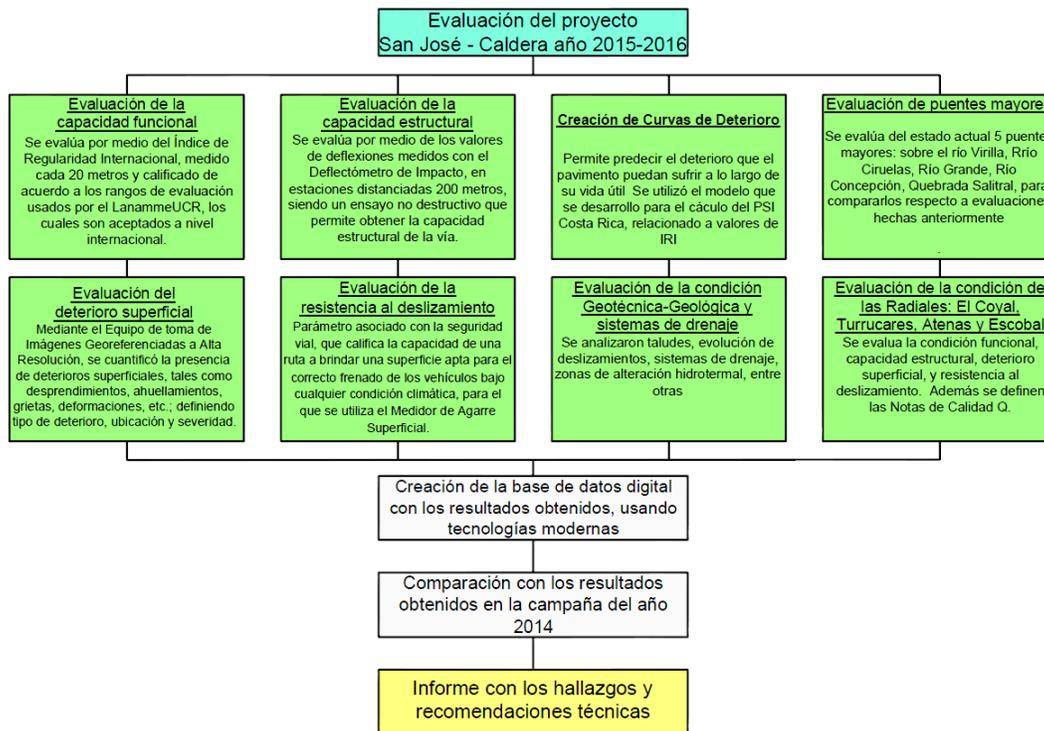 Evaluación del proyecto
San José - Caldera año 2015-2016
Evaluación de la
capacidad funcional
Se evalúa por medio del Índice de
Regularidad Internacional, medido
cada 20 metros y calificado de
acuerdo a los rangos de evaluación
usados por el LanammeUCR, los
cuales son aceptados a nivel
internacional.
Evaluación de la
capacidad estructural
Se evalúa por medio de los valores
de deflexiones medidos con el
Deflectómetro de Impacto, en
estaciones distanciadas 200 metros,
siendo un ensayo no destructivo que
permite obtener la capacidad
estructural de la vía.
Creación de Curvas de Deterioro
Permite predecir el deterioro que el
pavimento puedan sufrir a lo largo de
su vida útil Se utilizó el modelo que
se desarrollo para el cáculo del PSI
Costa Rica, relacionado a valores de
IRI
Evaluación de puentes mayores
Se evalúa del estado actual 5 puente
mayores: sobre el río Virilla, Rrío
Ciruelas, Río Grande, Río
Concepción, Quebrada Salitral, para
compararlos respecto a evaluacione
hechas anteriormente
.
Evaluación del
deterioro superficial
Mediante el Equipo de toma de
Imágenes Georeferenciadas a Alta
Resolución, se cuantificó la presencia
de deterioros superficiales, tales como
desprendimientos, ahuellamientos,
grietas, deformaciones, etc.; definiendo
tipo de deterioro, ubicación y severidad.
Evaluación de la
resistencia al deslizamiento
Parámetro asociado con la seguridad
vial, que califica la capacidad de una
ruta a brindar una superficie apta para el
correcto frenado de los vehículos bajo
cualquier condición climática, para el
que se utiliza el Medidor de Agarre
Superficial.
Evaluación de la condición
Geotécnica-Geológica y
sistemas de drenaje
Se analizaron taludes, evolución de
deslizamientos, sistemas de drenaje,
zonas de alteración hidrotermal, entre
otras
Evaluación de la condición de
las Radiales: El Coyal,
Turrucares, Atenas y Escobal
Se evalua la condición funcional,
capacidad estructural, deterioro
superficial, y resistencia al
deslizamiento. Además se definen
las Notas de Calidad Q.
Creación de la base de datos digital
con los resultados obtenidos, usando
tecnologías modernas
Comparación con los resultados
obtenidos en la campaña del año
2014
Informe con los hallazgos y
recomendaciones técnicas